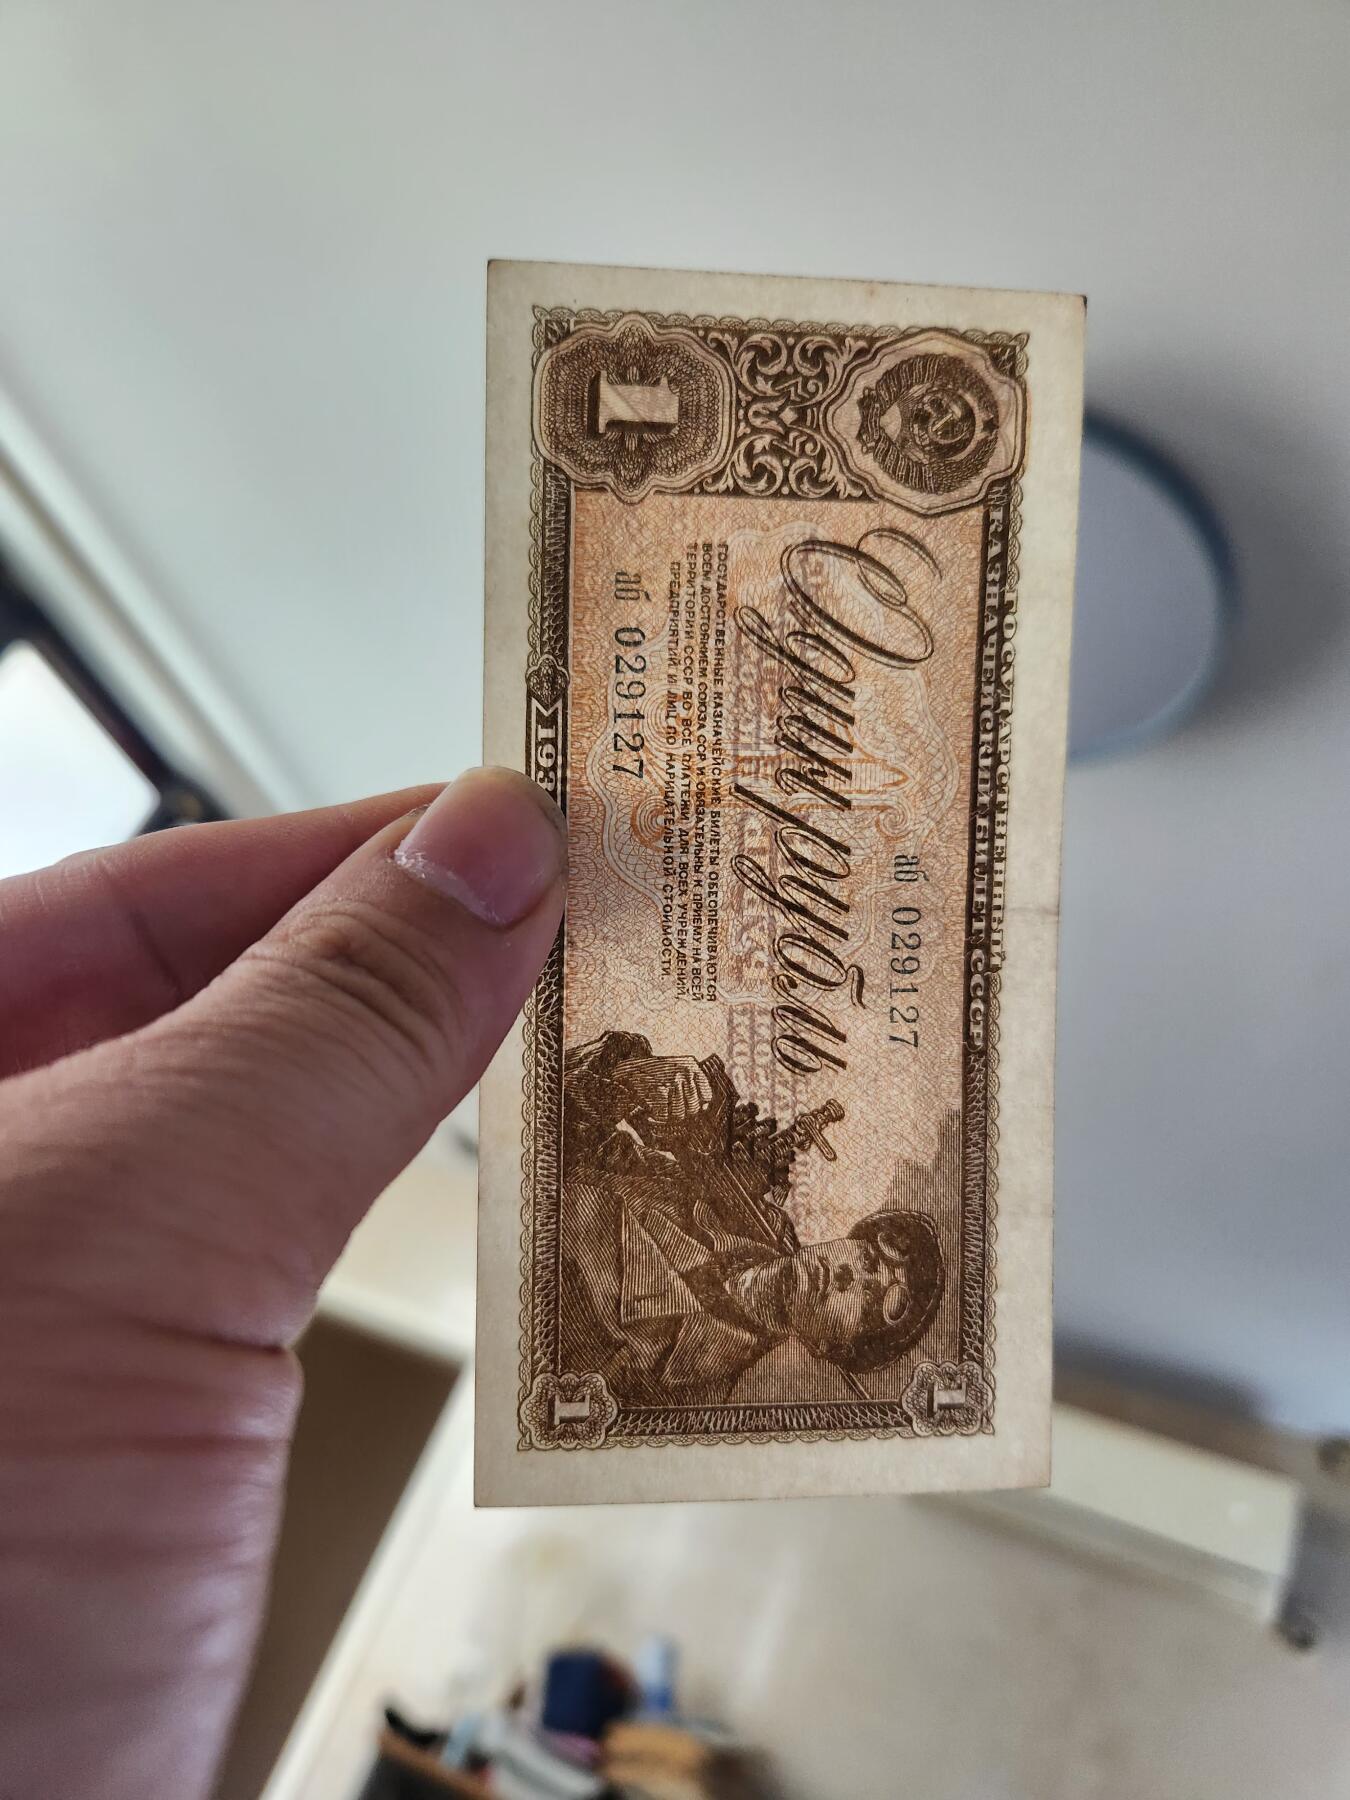 ГОСУДАРСТВЕННЫЙ
КАЗНАЧЕЙСКИЙ БИЛЕТ СССР
аб 029127
Один рубль
ГОСУДАРСТВЕННЫЕ КАЗНАЧЕЙСКИЕ БИЛЕТЫ ОБЕСПЕЧИВАЮТСЯ
ВСЕМ ДОСТОЯНИЕМ СОЮЗА ССР И ОБЯЗАТЕЛЬНЫ К ПРИЕМУ НА ВСЕЙ
ТЕРРИТОРИИ СССР ВО ВСЕ ПЛАТЕЖИ ДЛЯ ВСЕХ УЧРЕЖДЕНИЙ,
ПРЕДПРИЯТИЙ И ЛИЦ ПО НАРИЦАТЕЛЬНОЙ СТОИМОСТИ.
аб 029127
1
1
1
193